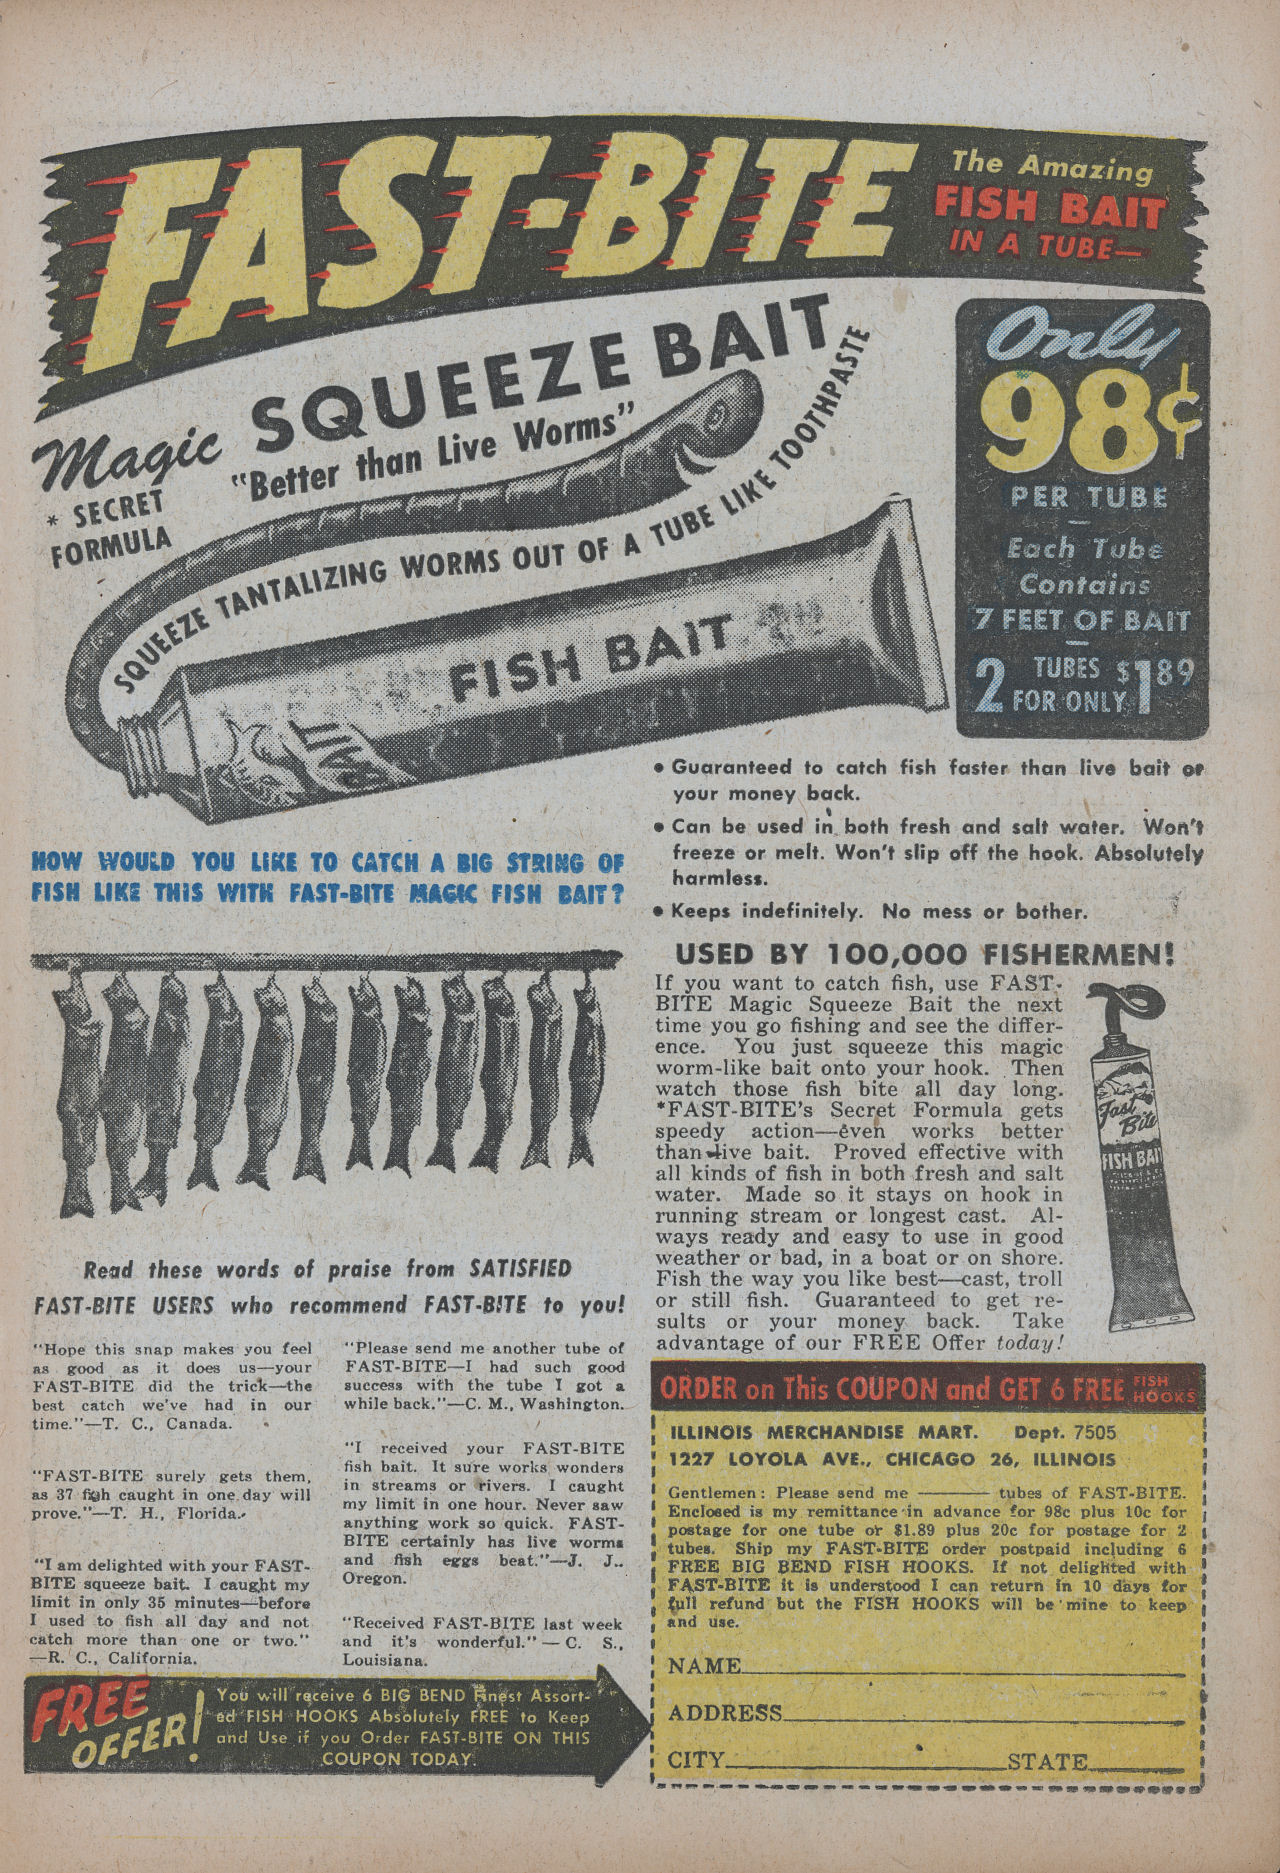 FAST-BITE
The Amazing
FISH BAIT
IN A TUBE—
Magic SQUEEZE BAIT
"Better than Live Worms"
* SECRET
FORMULA
SQUEEZE TANTALIZING WORMS OUT OF A TUBE LIKE TOOTHPASTE
FISH BAIT
BAIT
Only
98¢
PER TUBE
Each Tube
Contains
7 FEET OF BAIT
2 TUBES $1 89
FOR ONLY
• Guaranteed to catch fish faster than live bait or
your money back.
• Can be used in both fresh and salt water. Won't
freeze or melt. Won't slip off the hook. Absolutely
harmless.
• Keeps indefinitely. No mess or bother.
HOW WOULD YOU LIKE TO CATCH A BIG STRING OF
FISH LIKE THIS WITH FAST-BITE MAGIC FISH BAIT?
USED BY 100,000 FISHERMEN!
If you want to catch fish, use FAST-
BITE Magic Squeeze Bait the next
time you go fishing and see the differ-
ence. You just squeeze this magic
worm-like bait onto your hook. Then
watch those fish bite all day long.
*FAST-BITE's Secret Formula gets
speedy action—even works better
than live bait. Proved effective with
all kinds of fish in both fresh and salt
water. Made so it stays on hook in
running stream or longest cast. Al-
ways ready and easy to use in good
weather or bad, in a boat or on shore.
Fish the way you like best—cast, troll
or still fish. Guaranteed to get re-
sults or your money back. Take
advantage of our FREE Offer today!
Fast
Bite
FISH BAIT
Read these words of praise from SATISFIED
FAST-BITE USERS who recommend FAST-BITE to you!
"Hope this snap makes you feel
as good as it does us—your
FAST-BITE did the trick—the
best catch we've had in our
time."—T. C., Canada.
"FAST-BITE surely gets them,
as 37 fish caught in one day will
prove."—T. H., Florida.
"I am delighted with your FAST-
BITE squeeze bait. I caught my
limit in only 35 minutes—before
I used to fish all day and not
catch more than one or two."
—R. C., California.
"Please send me another tube of
FAST-BITE—I had such good
success with the tube I got a
while back."—C. M., Washington.
"I received your FAST-BITE
fish bait. It sure works wonders
in streams or rivers. I caught
my limit in one hour. Never saw
anything work so quick. FAST-
BITE certainly has live worms
and fish eggs beat."—J. J..
Oregon.
"Received FAST-BITE last week
and it's wonderful." — C. S.,
Louisiana.
FREE
OFFER!
You will receive 6 BIG BEND Finest Assort-
ed FISH HOOKS Absolutely FREE to Keep
and Use if you Order FAST-BITE ON THIS
COUPON TODAY.
ORDER on This COUPON and GET 6 FREE FISH HOOKS
ILLINOIS MERCHANDISE MART. Dept. 7505
1227 LOYOLA AVE., CHICAGO 26, ILLINOIS
Gentlemen: Please send me ——— tubes of FAST-BITE.
Enclosed is my remittance in advance for 98c plus 10c for
postage for one tube or $1.89 plus 20c for postage for 2
tubes. Ship my FAST-BITE order postpaid including 6
FREE BIG BEND FISH HOOKS. If not delighted with
FAST-BITE it is understood I can return in 10 days for
full refund but the FISH HOOKS will be mine to keep
and use.
NAME
ADDRESS
CITY STATE